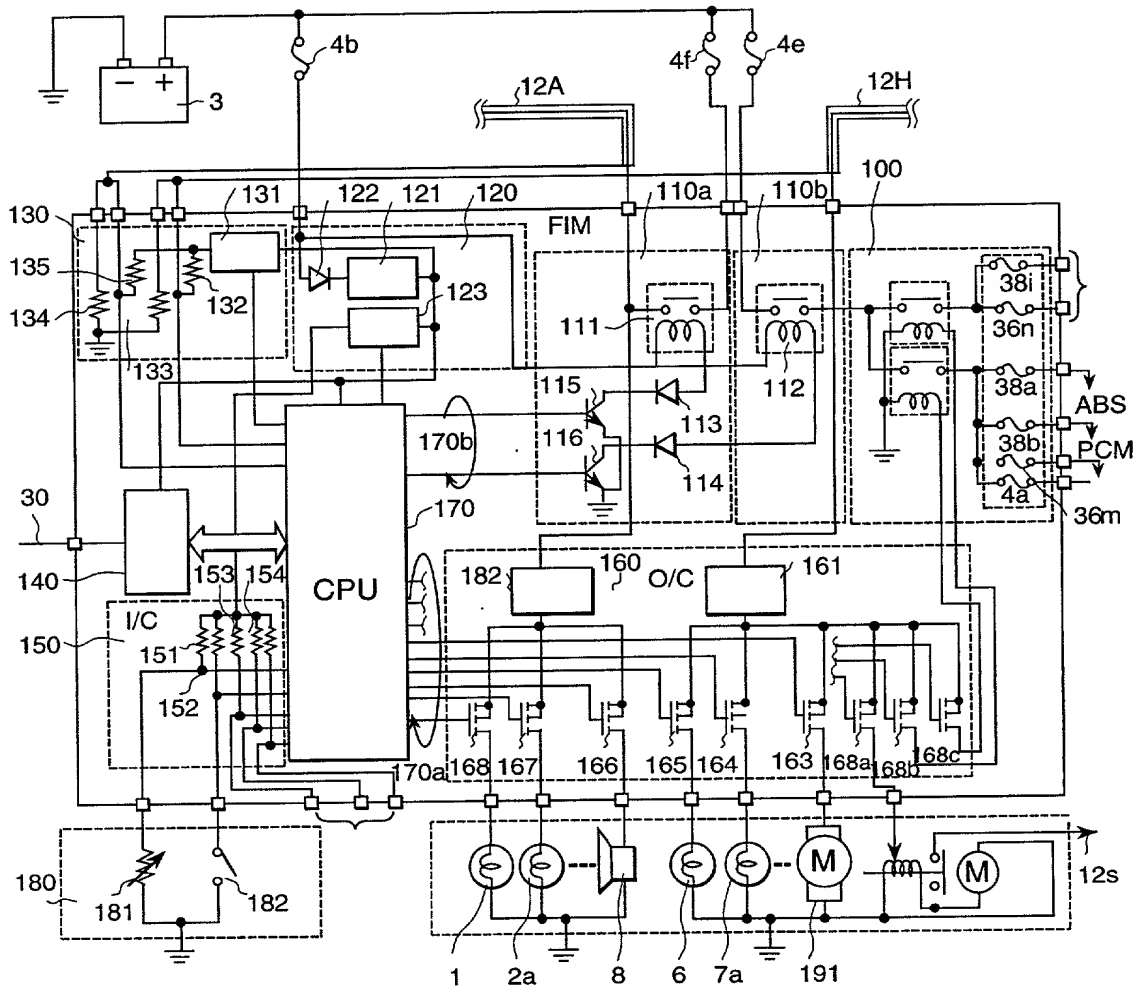 4b
4f
4e
− +
3
12A
12H
131
122
121
120
110a
110b
100
130
FIM
135
123
38i
134
132
111
36n
133
112
115
38a
113
ABS
116
170b
38b
114
PCM
30
170
4a
36m
140
153
154
CPU
182
160
O/C
161
I/C
150
151
152
170a
168
167
166
165
164
163
168a
168b
168c
180
181
182
M
M
12s
1
2a
8
6
7a
191